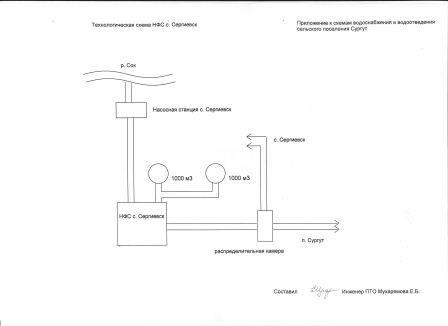 Технологическая схема НФС с. Сергиевск
Приложение к схемам водоснабжения и водоотведения
сельского поселения Сургут
р. Сок
Насосная станция с. Сергиевск
с. Сергиевск
1000 м3
1000 м3
НФС с. Сергиевск
п. Сургут
распределительная камера
Составил
Инженер ПТО Мухарямова Е.Б.